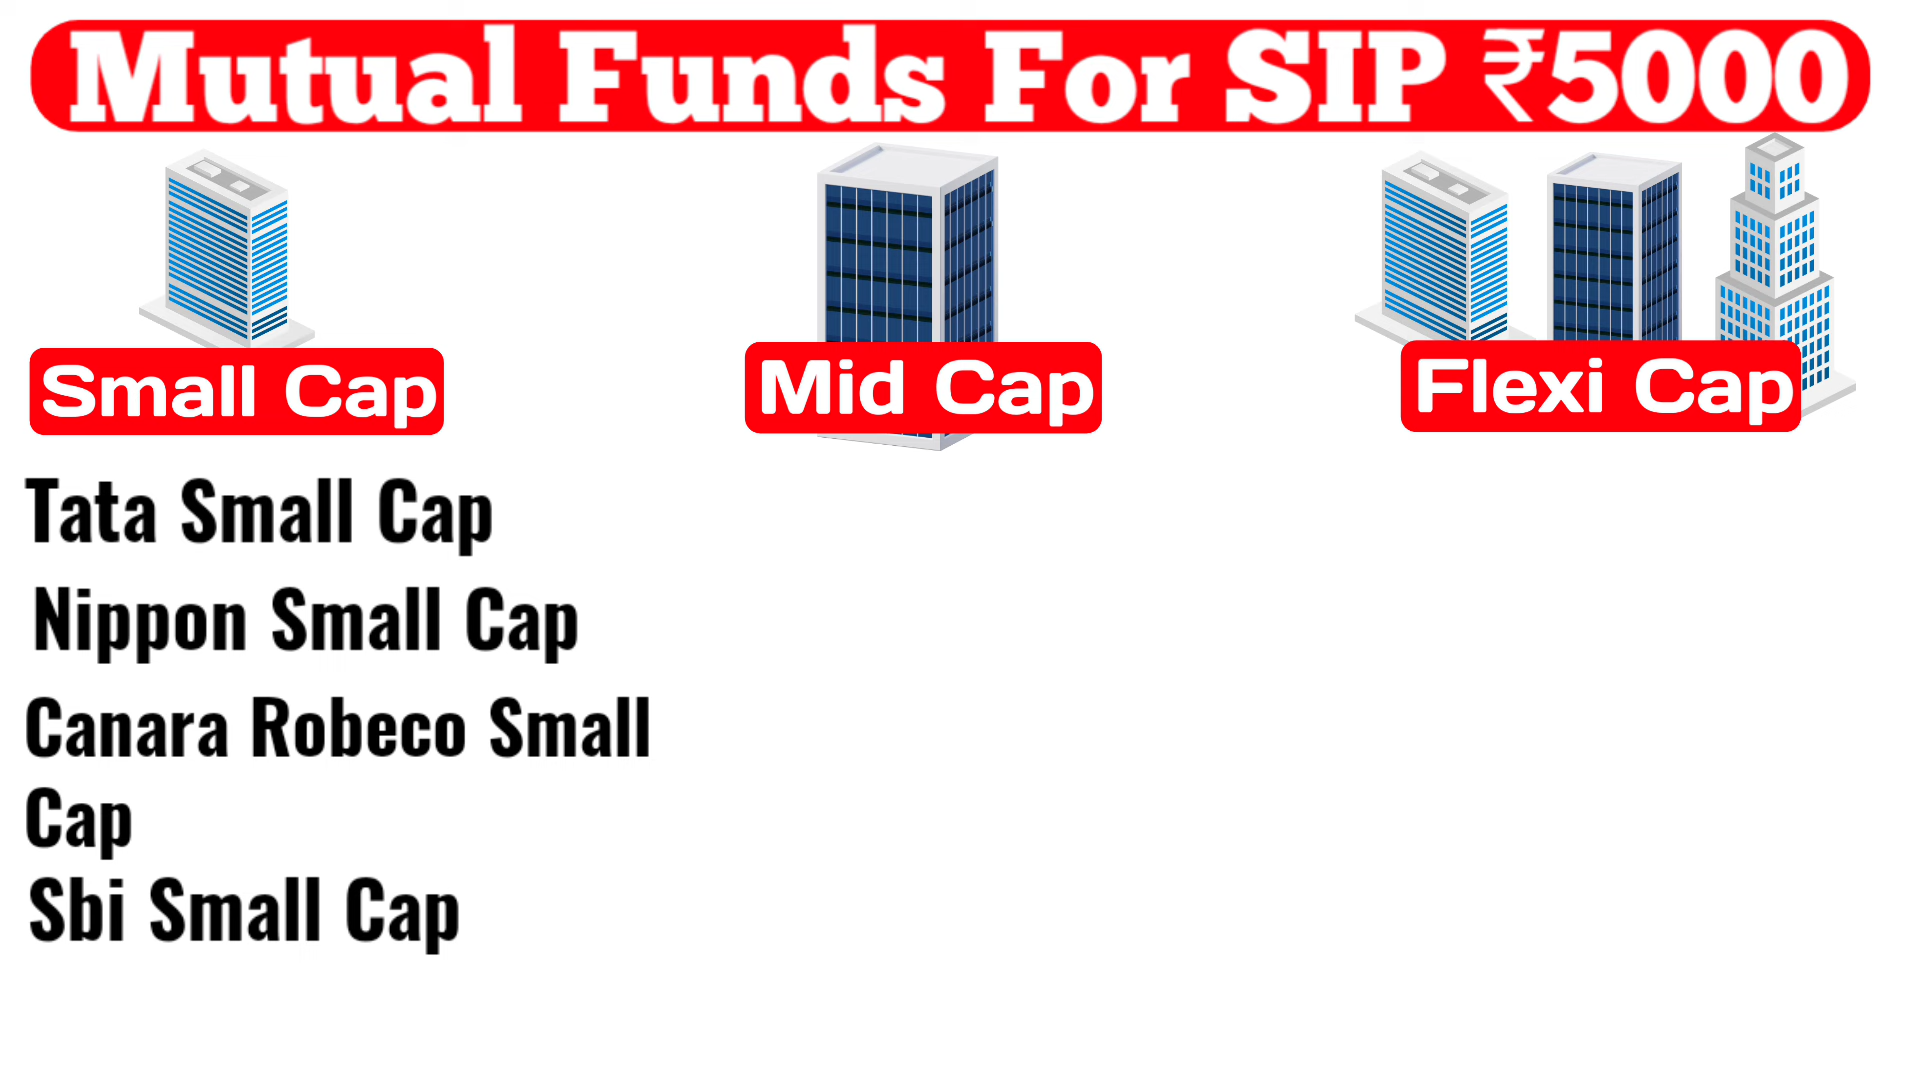 Mutual Funds For SIP ₹5000
Small Cap
Mid Cap
Flexi Cap
Tata Small Cap
Nippon Small Cap
Canara Robeco Small
Cap
Sbi Small Cap